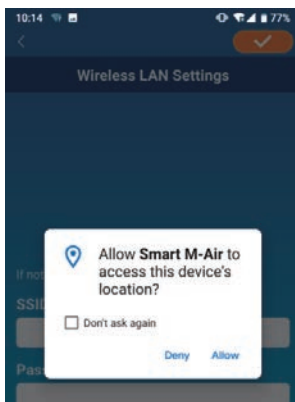 10:14 77%
Wireless LAN Settings
Allow Smart M-Air to
access this device's
location?
If not
SSID
Don't ask again
Deny Allow
Pas